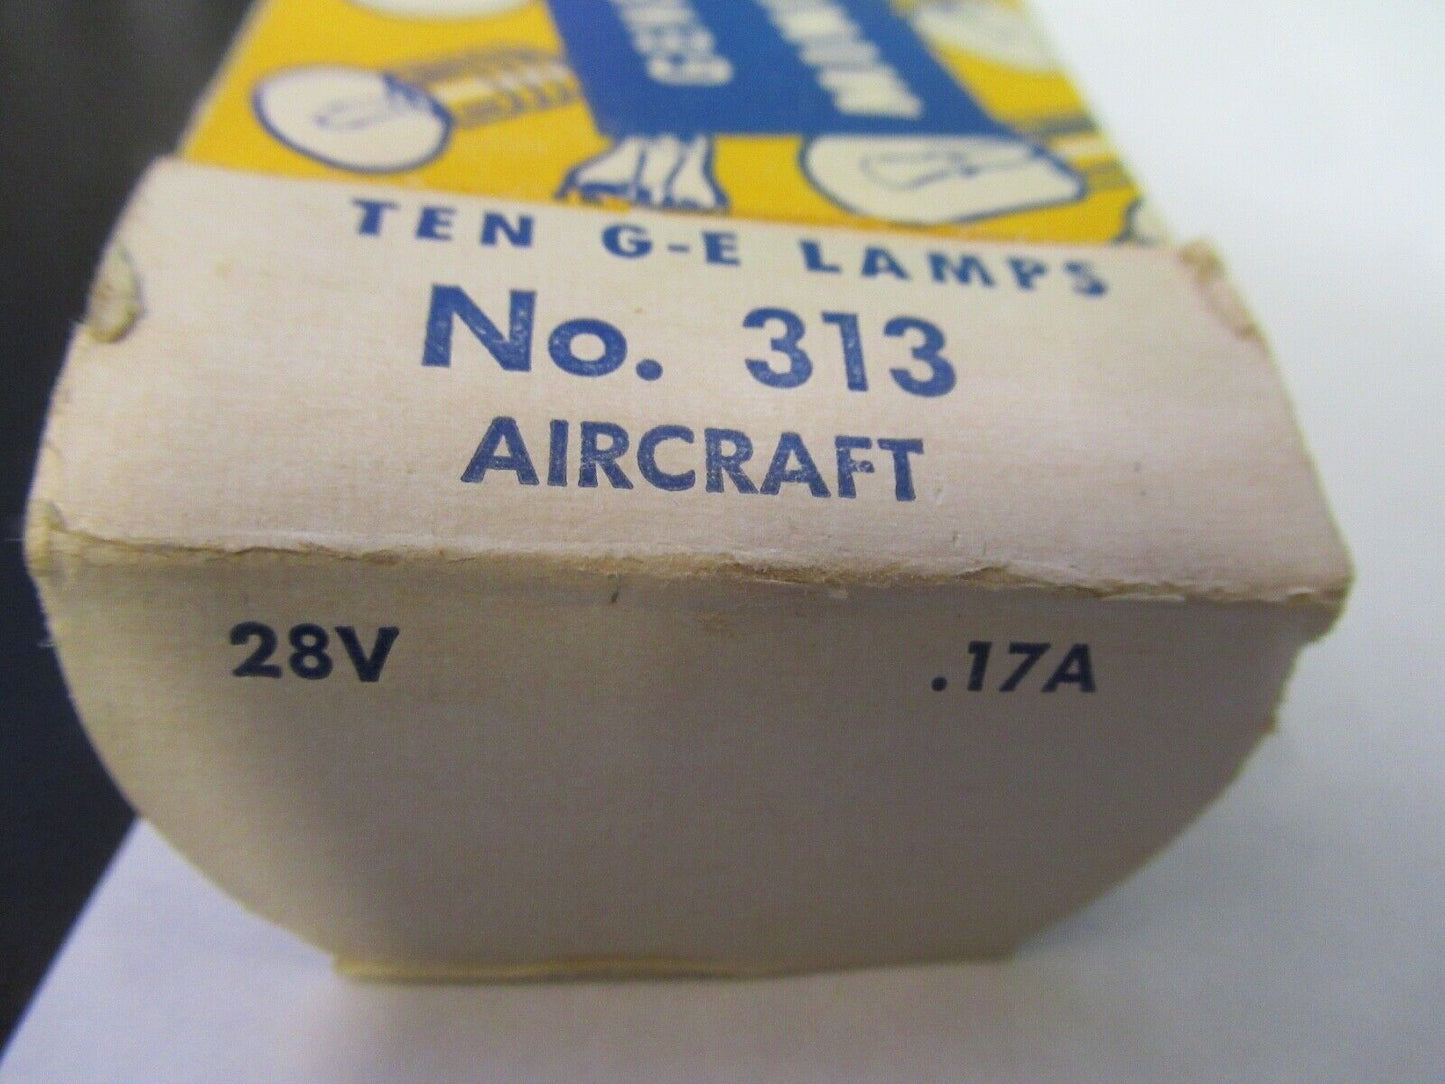 TEN G-E LAMPS
No. 313
AIRCRAFT
28V .17A